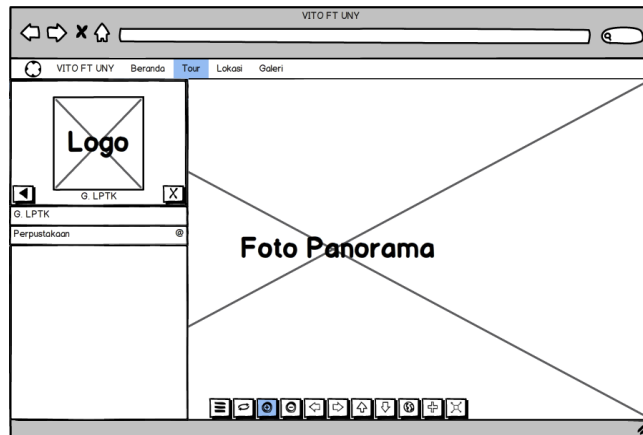 VITO FT UNY
VITO FT UNY Beranda Tour Lokasi Galeri
Logo
G. LPTK
G. LPTK
Perpustakaan @
Foto Panorama